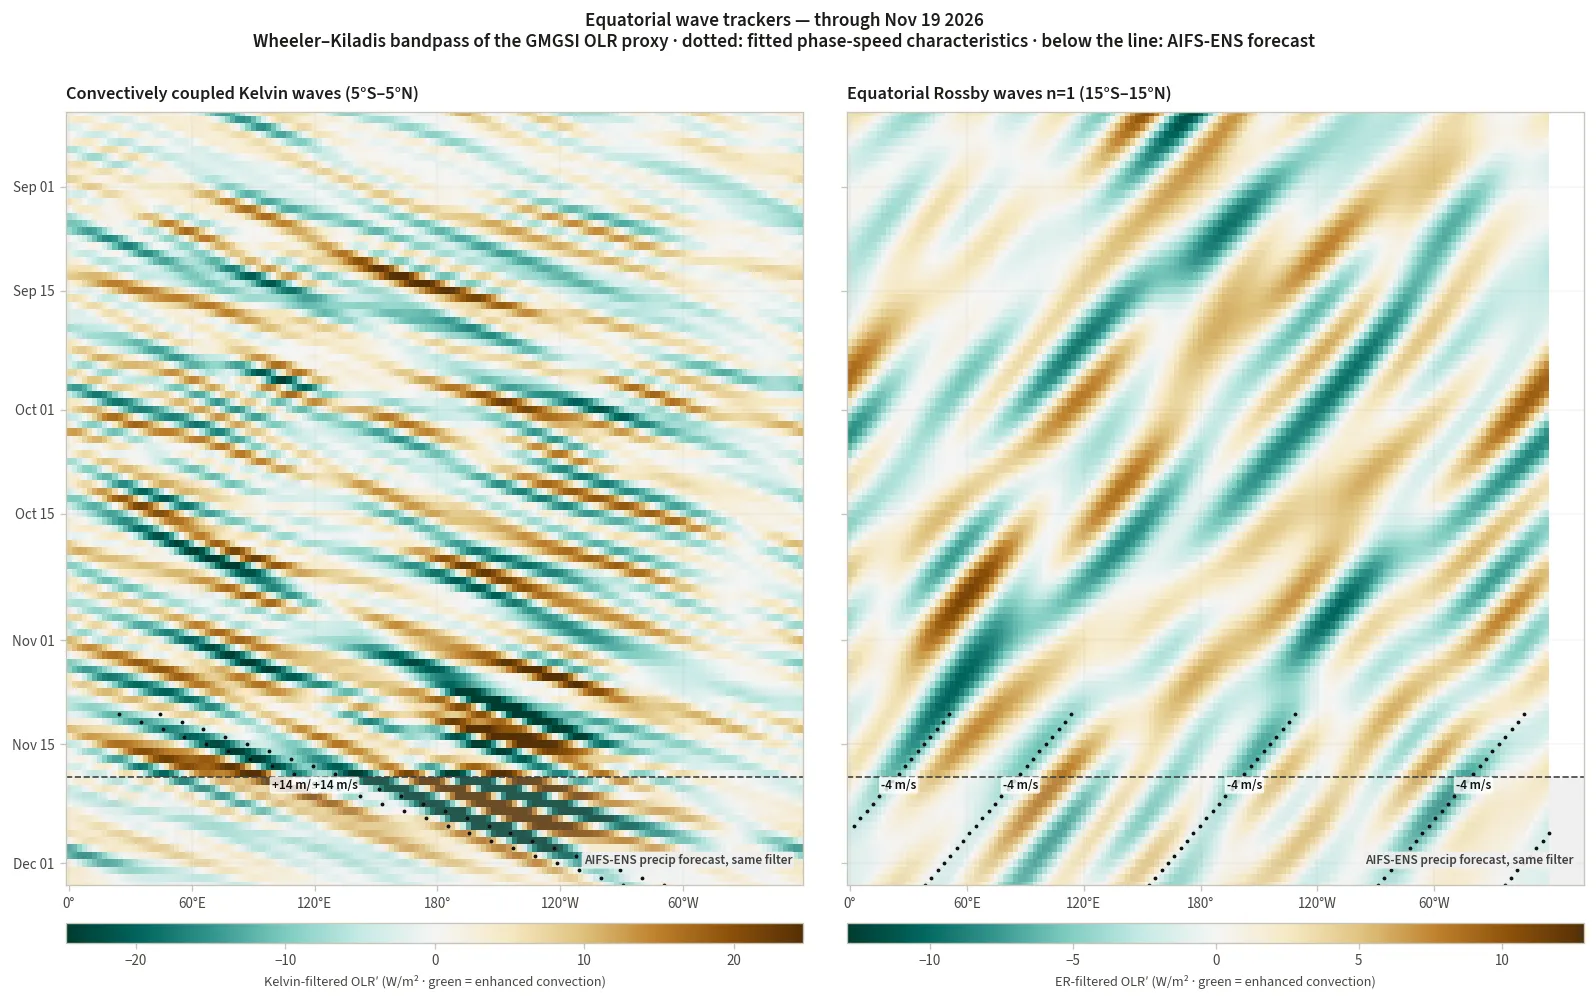 Equatorial wave trackers — through Nov 19 2026
Wheeler–Kiladis bandpass of the GMGSI OLR proxy · dotted: fitted phase-speed characteristics · below the line: AIFS-ENS forecast
Convectively coupled Kelvin waves (5°S–5°N)
Sep 01
Sep 15
Oct 01
Oct 15
Nov 01
Nov 15
Dec 01
+14 m/ +14 m/s
AIFS-ENS precip forecast, same filter
0° 60°E 120°E 180° 120°W 60°W
−20 −10 0 10 20
Kelvin-filtered OLR′ (W/m² · green = enhanced convection)
Equatorial Rossby waves n=1 (15°S–15°N)
-4 m/s -4 m/s -4 m/s -4 m/s
AIFS-ENS precip forecast, same filter
0° 60°E 120°E 180° 120°W 60°W
−10 −5 0 5 10
ER-filtered OLR′ (W/m² · green = enhanced convection)